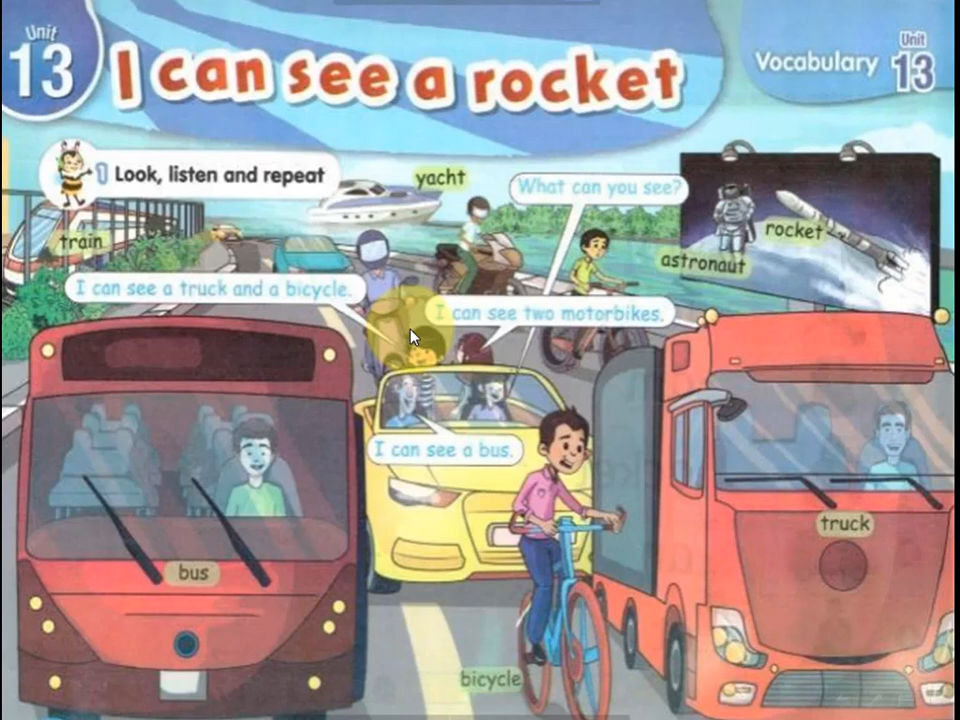 Unit
13
I can see a rocket
Vocabulary
Unit
13
1 Look, listen and repeat
yacht
What can you see?
train
rocket
astronaut
I can see a truck and a bicycle.
I can see two motorbikes.
I can see a bus.
truck
bus
bicycle